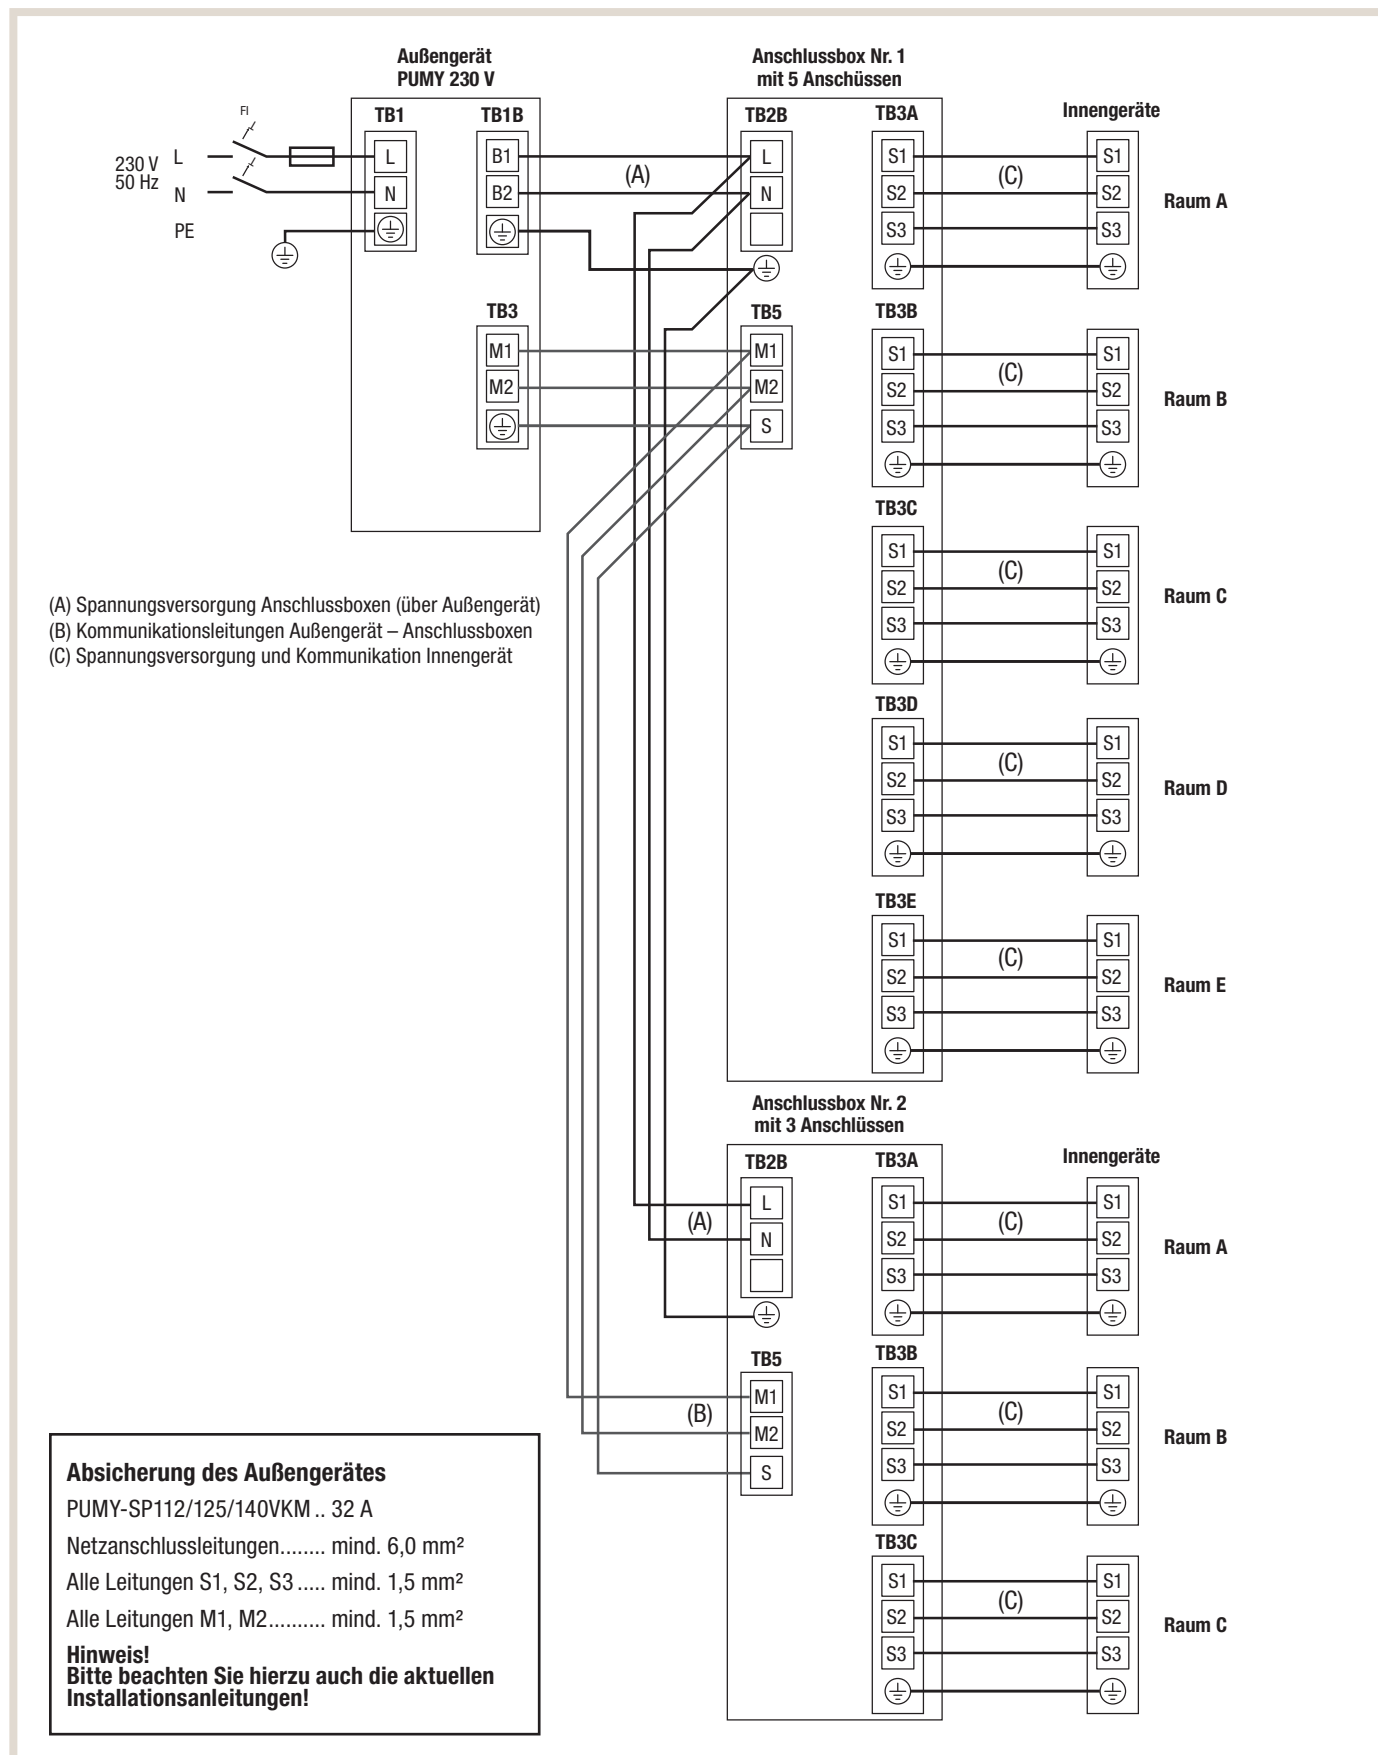 Außengerät
PUMY 230 V
Anschlussbox Nr. 1
mit 5 Anschüssen
FI
TB1
TB1B
TB2B
TB3A
Innengeräte
230 V
50 Hz
L
N
PE
L
N
B1
B2
(A)
L
N
S1
S2
S3
(C)
S1
S2
S3
Raum A
TB3
M1
M2
TB5
M1
M2
S
TB3B
S1
S2
S3
(C)
S1
S2
S3
Raum B
TB3C
S1
S2
S3
(C)
S1
S2
S3
Raum C
(A) Spannungsversorgung Anschlussboxen (über Außengerät)
(B) Kommunikationsleitungen Außengerät – Anschlussboxen
(C) Spannungsversorgung und Kommunikation Innengerät
TB3D
S1
S2
S3
(C)
S1
S2
S3
Raum D
TB3E
S1
S2
S3
(C)
S1
S2
S3
Raum E
Anschlussbox Nr. 2
mit 3 Anschlüssen
TB2B
TB3A
Innengeräte
(A)
L
N
S1
S2
S3
(C)
S1
S2
S3
Raum A
TB5
(B)
M1
M2
S
TB3B
S1
S2
S3
(C)
S1
S2
S3
Raum B
TB3C
S1
S2
S3
(C)
S1
S2
S3
Raum C
Absicherung des Außengerätes
PUMY-SP112/125/140VKM .. 32 A
Netzanschlussleitungen........ mind. 6,0 mm²
Alle Leitungen S1, S2, S3 ..... mind. 1,5 mm²
Alle Leitungen M1, M2.......... mind. 1,5 mm²
Hinweis!
Bitte beachten Sie hierzu auch die aktuellen
Installationsanleitungen!